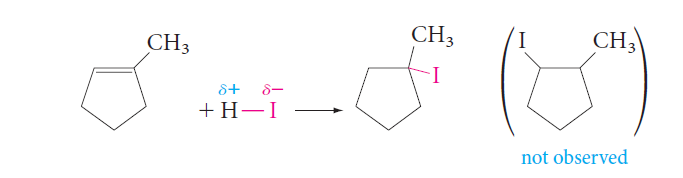 CH3
δ+ δ−
+ H—I
CH3
I
I CH3
not observed